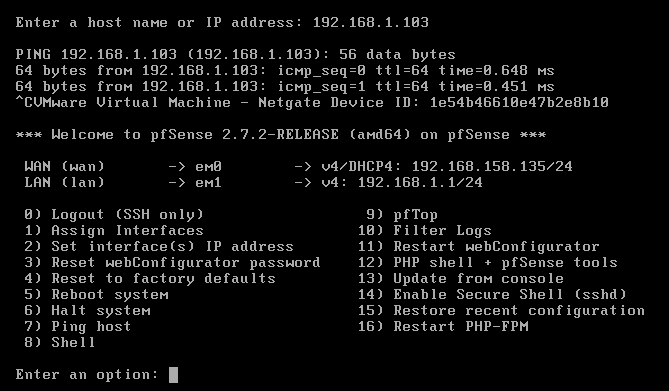 Enter a host name or IP address: 192.168.1.103
PING 192.168.1.103 (192.168.1.103): 56 data bytes
64 bytes from 192.168.1.103: icmp_seq=0 ttl=64 time=0.648 ms
64 bytes from 192.168.1.103: icmp_seq=1 ttl=64 time=0.451 ms
^CVMware Virtual Machine - Netgate Device ID: 1e54b46610e47b2e8b10
*** Welcome to pfSense 2.7.2-RELEASE (amd64) on pfSense ***
WAN (wan) -> em0 -> v4/DHCP4: 192.168.158.135/24
LAN (lan) -> em1 -> v4: 192.168.1.1/24
0) Logout (SSH only) 9) pfTop
1) Assign Interfaces 10) Filter Logs
2) Set interface(s) IP address 11) Restart webConfigurator
3) Reset webConfigurator password 12) PHP shell + pfSense tools
4) Reset to factory defaults 13) Update from console
5) Reboot system 14) Enable Secure Shell (sshd)
6) Halt system 15) Restore recent configuration
7) Ping host 16) Restart PHP-FPM
8) Shell
Enter an option: